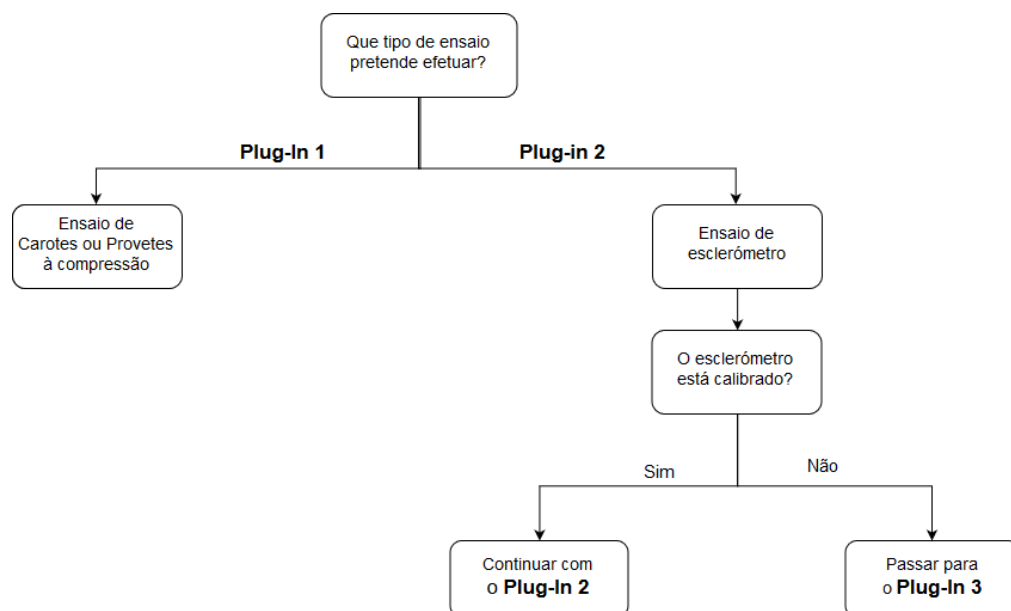 Que tipo de ensaio
pretende efetuar?
Plug-In 1
Plug-in 2
Ensaio de
Carotes ou Provetes
à compressão
Ensaio de
esclerómetro
O esclerómetro
está calibrado?
Sim
Não
Continuar com
o Plug-In 2
Passar para
o Plug-In 3